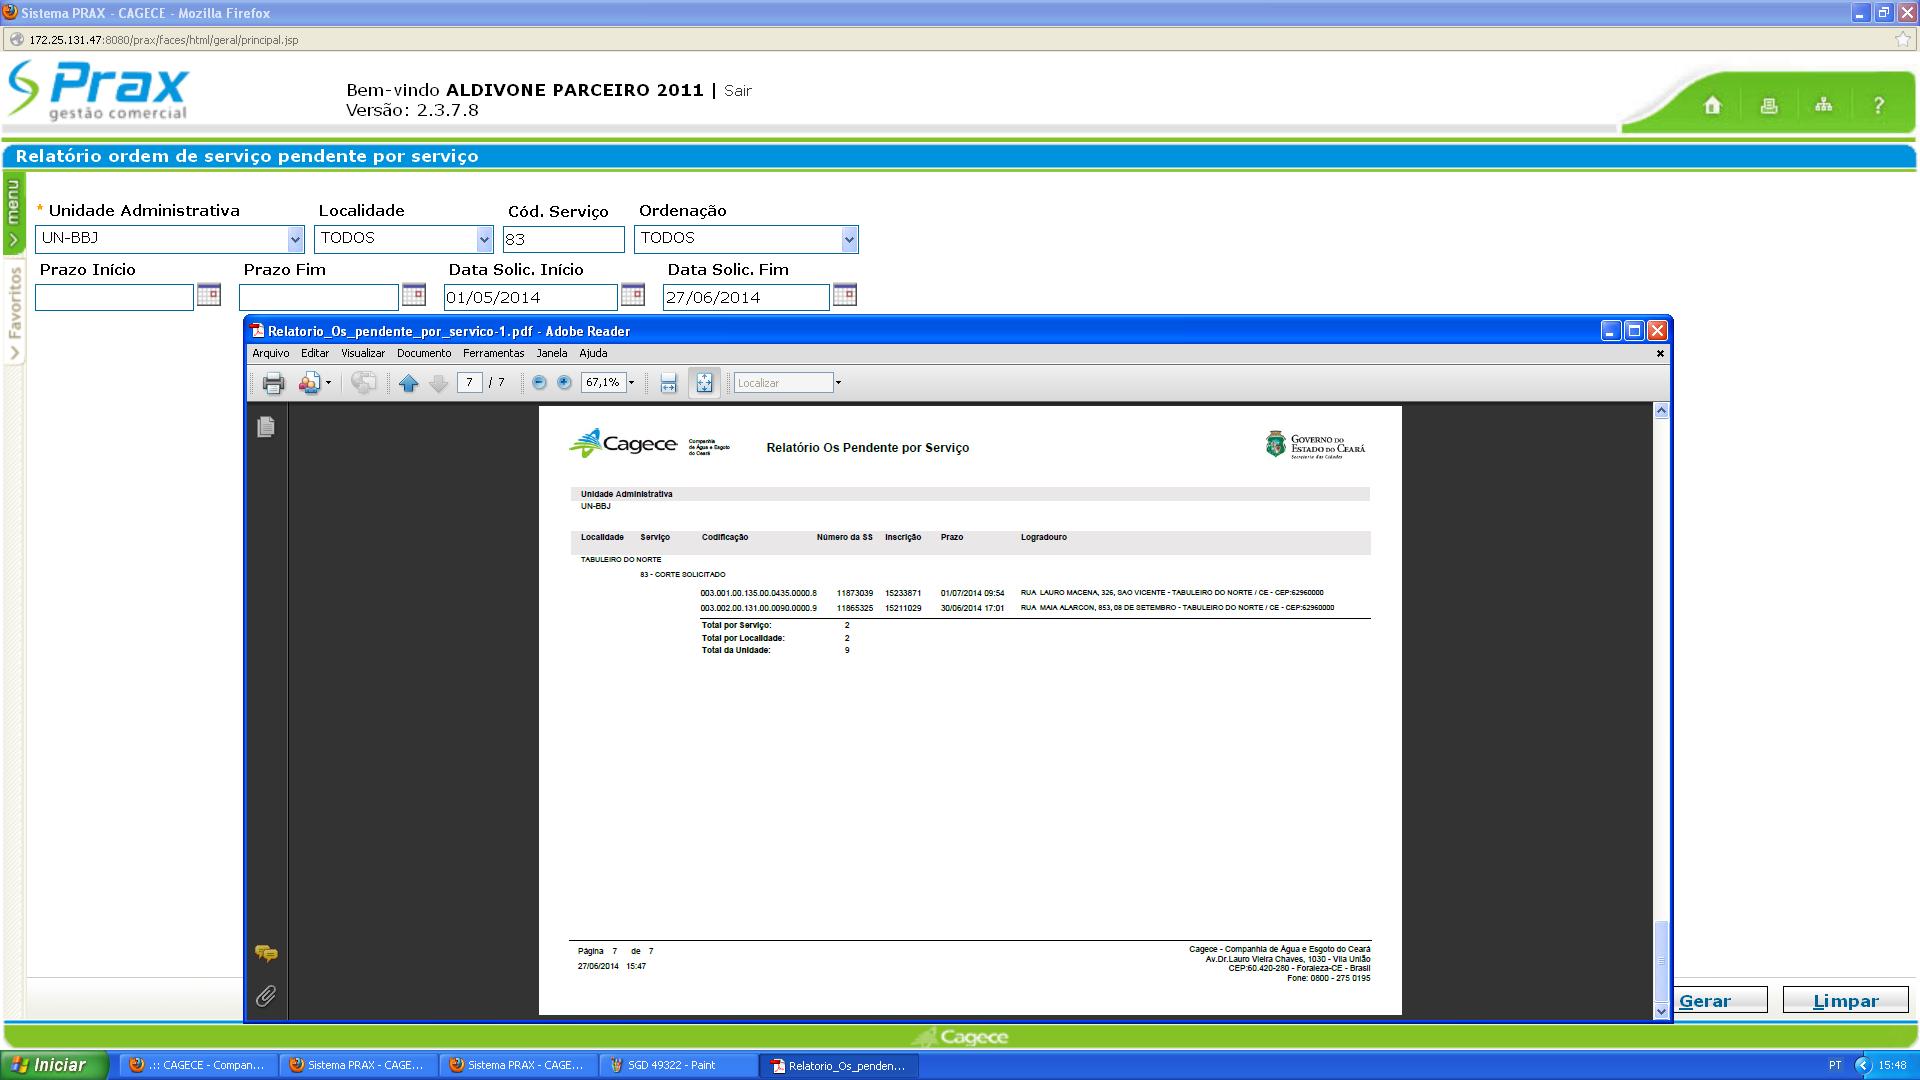 Sistema PRAX - CAGECE - Mozilla Firefox
172.25.131.47:8080/prax/faces/html/geral/principal.jsp
Prax
gestão comercial
Bem-vindo ALDIVONE PARCEIRO 2011 | Sair
Versão: 2.3.7.8
?
Relatório ordem de serviço pendente por serviço
menu
Favoritos
* Unidade Administrativa Localidade Cód. Serviço Ordenação
UN-BBJ TODOS 83 TODOS
Prazo Início Prazo Fim Data Solic. Início Data Solic. Fim
01/05/2014 27/06/2014
Relatorio_Os_pendente_por_servico-1.pdf - Adobe Reader
Arquivo Editar Visualizar Documento Ferramentas Janela Ajuda
7 / 7 67,1% Localizar
Cagece Companhia de Água e Esgoto do Ceará
Relatório Os Pendente por Serviço
GOVERNO DO
ESTADO DO CEARÁ
Secretaria das Cidades
Unidade Administrativa
UN-BBJ
Localidade Serviço Codificação Número da SS Inscrição Prazo Logradouro
TABULEIRO DO NORTE
83 - CORTE SOLICITADO
003.001.00.135.00.0435.0000.8 11873039 15233871 01/07/2014 09:54 RUA LAURO MACENA, 326, SAO VICENTE - TABULEIRO DO NORTE / CE - CEP:62960000
003.002.00.131.00.0090.0000.9 11865325 15211029 30/06/2014 17:01 RUA MAIA ALARCON, 853, 08 DE SETEMBRO - TABULEIRO DO NORTE / CE - CEP:62960000
Total por Serviço: 2
Total por Localidade: 2
Total da Unidade: 9
Página 7 de 7
27/06/2014 15:47
Cagece - Companhia de Água e Esgoto do Ceará
Av.Dr.Lauro Vieira Chaves, 1030 - Vila União
CEP:60.420-280 - Foraleza-CE - Brasil
Fone: 0800 - 275 0195
Gerar Limpar
Cagece
Iniciar .:: CAGECE - Compan... Sistema PRAX - CAGE... Sistema PRAX - CAGE... SGD 49322 - Paint Relatorio_Os_penden... PT 15:48